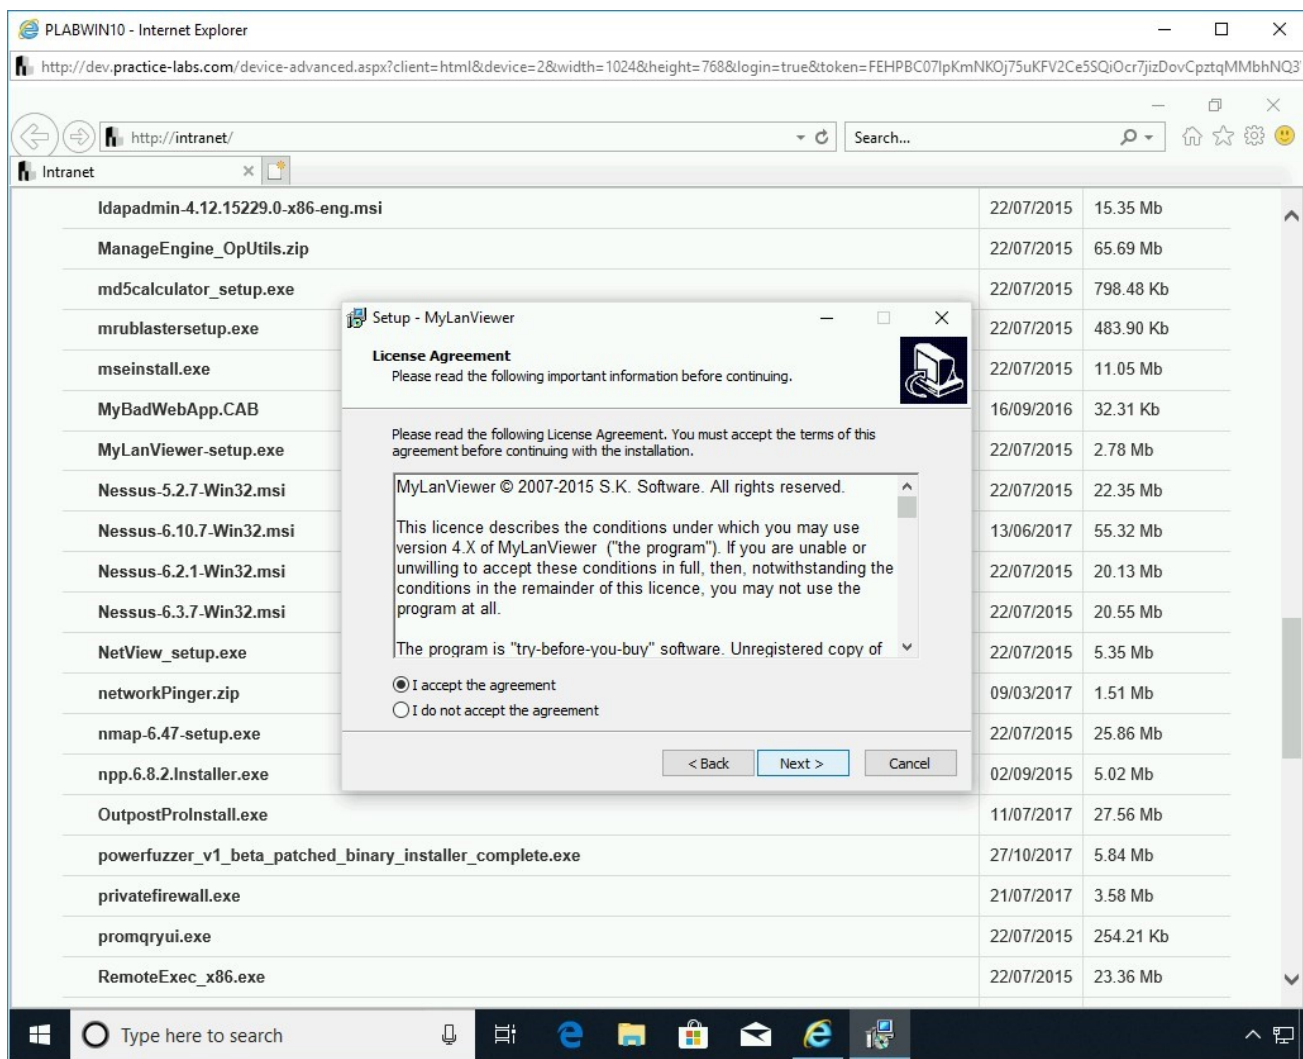 PLABWIN10 - Internet Explorer
http://dev.practice-labs.com/device-advanced.aspx?client=html&device=2&width=1024&height=768&login=true&token=
http://intranet/
Search...
Intranet
ldapadmin-4.12.15229.0-x86-eng.msi 22/07/2015 15.35 Mb
ManageEngine_OpUtils.zip 22/07/2015 65.69 Mb
md5calculator_setup.exe 22/07/2015 798.48 Kb
mrublastersetup.exe 22/07/2015 483.90 Kb
mseinstall.exe 22/07/2015 11.05 Mb
MyBadWebApp.CAB 16/09/2016 32.31 Kb
MyLanViewer-setup.exe 22/07/2015 2.78 Mb
Nessus-5.2.7-Win32.msi 22/07/2015 22.35 Mb
Nessus-6.10.7-Win32.msi 13/06/2017 55.32 Mb
Nessus-6.2.1-Win32.msi 22/07/2015 20.13 Mb
Nessus-6.3.7-Win32.msi 22/07/2015 20.55 Mb
NetView_setup.exe 22/07/2015 5.35 Mb
networkPinger.zip 09/03/2017 1.51 Mb
nmap-6.47-setup.exe 22/07/2015 25.86 Mb
npp.6.8.2.Installer.exe 02/09/2015 5.02 Mb
OutpostProInstall.exe 11/07/2017 27.56 Mb
powerfuzzer_v1_beta_patched_binary_installer_complete.exe 27/10/2017 5.84 Mb
privatefirewall.exe 21/07/2017 3.58 Mb
promqryui.exe 22/07/2015 254.21 Kb
RemoteExec_x86.exe 22/07/2015 23.36 Mb
Setup - MyLanViewer
License Agreement
Please read the following important information before continuing.
Please read the following License Agreement. You must accept the terms of this
agreement before continuing with the installation.
MyLanViewer © 2007-2015 S.K. Software. All rights reserved.
This licence describes the conditions under which you may use
version 4.X of MyLanViewer ("the program"). If you are unable or
unwilling to accept these conditions in full, then, notwithstanding the
conditions in the remainder of this licence, you may not use the
program at all.
The program is "try-before-you-buy" software. Unregistered copy of
I accept the agreement
I do not accept the agreement
< Back Next > Cancel
Type here to search